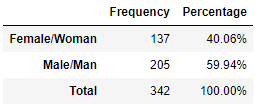 Frequency Percentage
Female/Woman 137 40.06%
Male/Man 205 59.94%
Total 342 100.00%